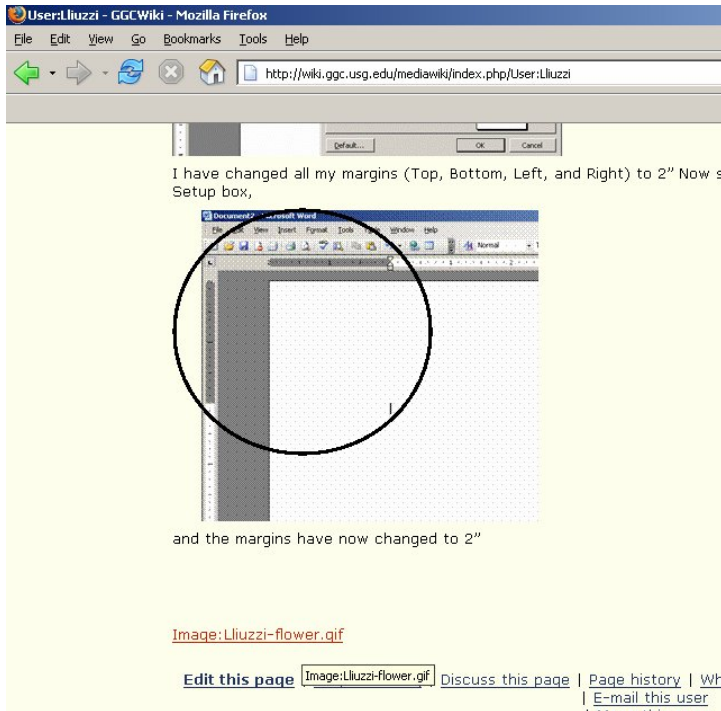 User:Lliuzzi - GGCWiki - Mozilla Firefox
File Edit View Go Bookmarks Tools Help
http://wiki.ggc.usg.edu/mediawiki/index.php/User:Lliuzzi
Default... OK Cancel
I have changed all my margins (Top, Bottom, Left, and Right) to 2” Now s
Setup box,
Document2 - Microsoft Word
File Edit View Insert Format Tools Table Window Help
Normal
and the margins have now changed to 2”
Image:Lliuzzi-flower.gif
Edit this page Image:Lliuzzi-flower.gif Discuss this page | Page history | Wh
| E-mail this user